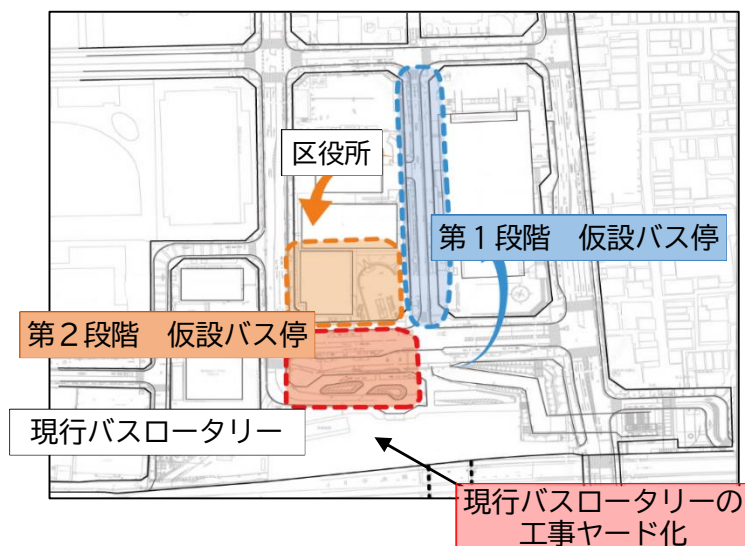 区役所
第１段階　仮設バス停
第２段階　仮設バス停
現行バスロータリー
現行バスロータリーの
工事ヤード化